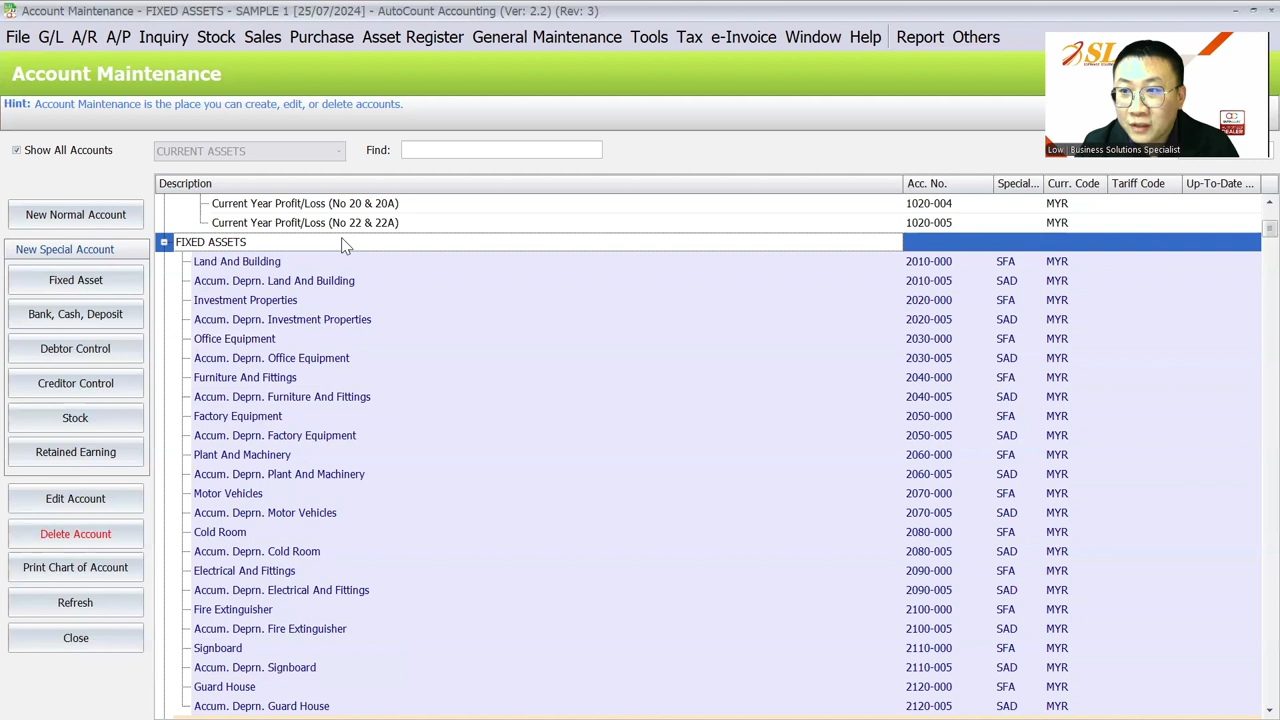 Account Maintenance - FIXED ASSETS - SAMPLE 1 [25/07/2024] - AutoCount Accounting (Ver: 2.2) (Rev: 3)
File G/L A/R A/P Inquiry Stock Sales Purchase Asset Register General Maintenance Tools Tax e-Invoice Window Help Report Others
Account Maintenance
Hint: Account Maintenance is the place you can create, edit, or delete accounts.
SL
Low | Business Solutions Specialist
Show All Accounts CURRENT ASSETS Find:
Description Acc. No. Special... Curr. Code Tariff Code Up-To-Date ...
New Normal Account
New Special Account
Fixed Asset
Bank, Cash, Deposit
Debtor Control
Creditor Control
Stock
Retained Earning
Edit Account
Delete Account
Print Chart of Account
Refresh
Close
Current Year Profit/Loss (No 20 & 20A) 1020-004 MYR
Current Year Profit/Loss (No 22 & 22A) 1020-005 MYR
FIXED ASSETS
Land And Building 2010-000 SFA MYR
Accum. Deprn. Land And Building 2010-005 SAD MYR
Investment Properties 2020-000 SFA MYR
Accum. Deprn. Investment Properties 2020-005 SAD MYR
Office Equipment 2030-000 SFA MYR
Accum. Deprn. Office Equipment 2030-005 SAD MYR
Furniture And Fittings 2040-000 SFA MYR
Accum. Deprn. Furniture And Fittings 2040-005 SAD MYR
Factory Equipment 2050-000 SFA MYR
Accum. Deprn. Factory Equipment 2050-005 SAD MYR
Plant And Machinery 2060-000 SFA MYR
Accum. Deprn. Plant And Machinery 2060-005 SAD MYR
Motor Vehicles 2070-000 SFA MYR
Accum. Deprn. Motor Vehicles 2070-005 SAD MYR
Cold Room 2080-000 SFA MYR
Accum. Deprn. Cold Room 2080-005 SAD MYR
Electrical And Fittings 2090-000 SFA MYR
Accum. Deprn. Electrical And Fittings 2090-005 SAD MYR
Fire Extinguisher 2100-000 SFA MYR
Accum. Deprn. Fire Extinguisher 2100-005 SAD MYR
Signboard 2110-000 SFA MYR
Accum. Deprn. Signboard 2110-005 SAD MYR
Guard House 2120-000 SFA MYR
Accum. Deprn. Guard House 2120-005 SAD MYR